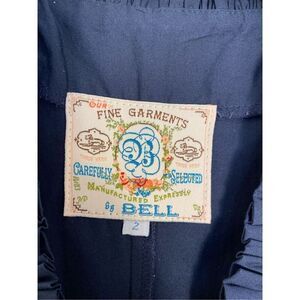 OUR
FINE GARMENTS
B
CAREFULLY SELECTED
MANUFACTURED EXPRESSLY
by BELL
2